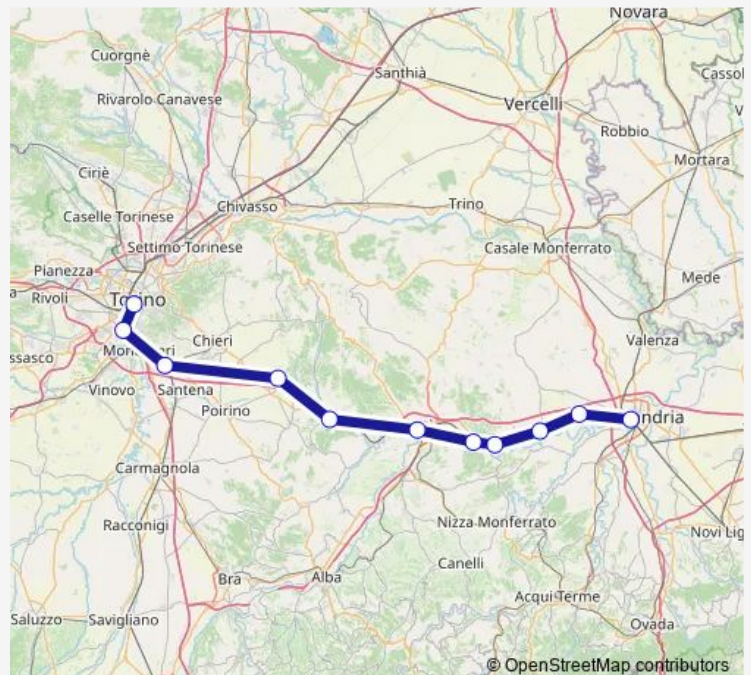 Novara
Cuorgnè
Santhià
Cassol
Rivarolo Canavese
Vercelli
Robbio
Mortara
Ciriè
Chivasso
Trino
Caselle Torinese
Settimo Torinese
Casale Monferrato
Pianezza
Mede
Rivoli
Valenza
Chieri
ssasco
Vinovo
Santena
Poirino
ndria
Carmagnola
Racconigi
Nizza Monferrato
Novi Lig
Canelli
Bra
Alba
Acqui Terme
Saluzzo
Savigliano
Ovada
© OpenStreetMap contributors